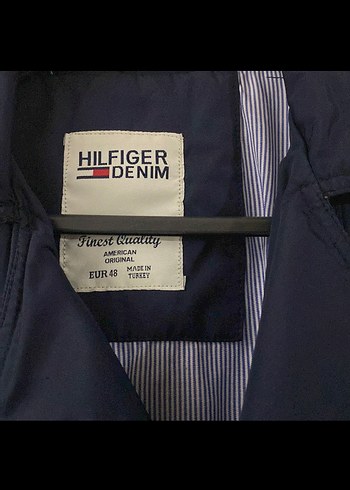 HILFIGER
DENIM
Finest Quality
AMERICAN
ORIGINAL
EUR 48 MADE IN
TURKEY